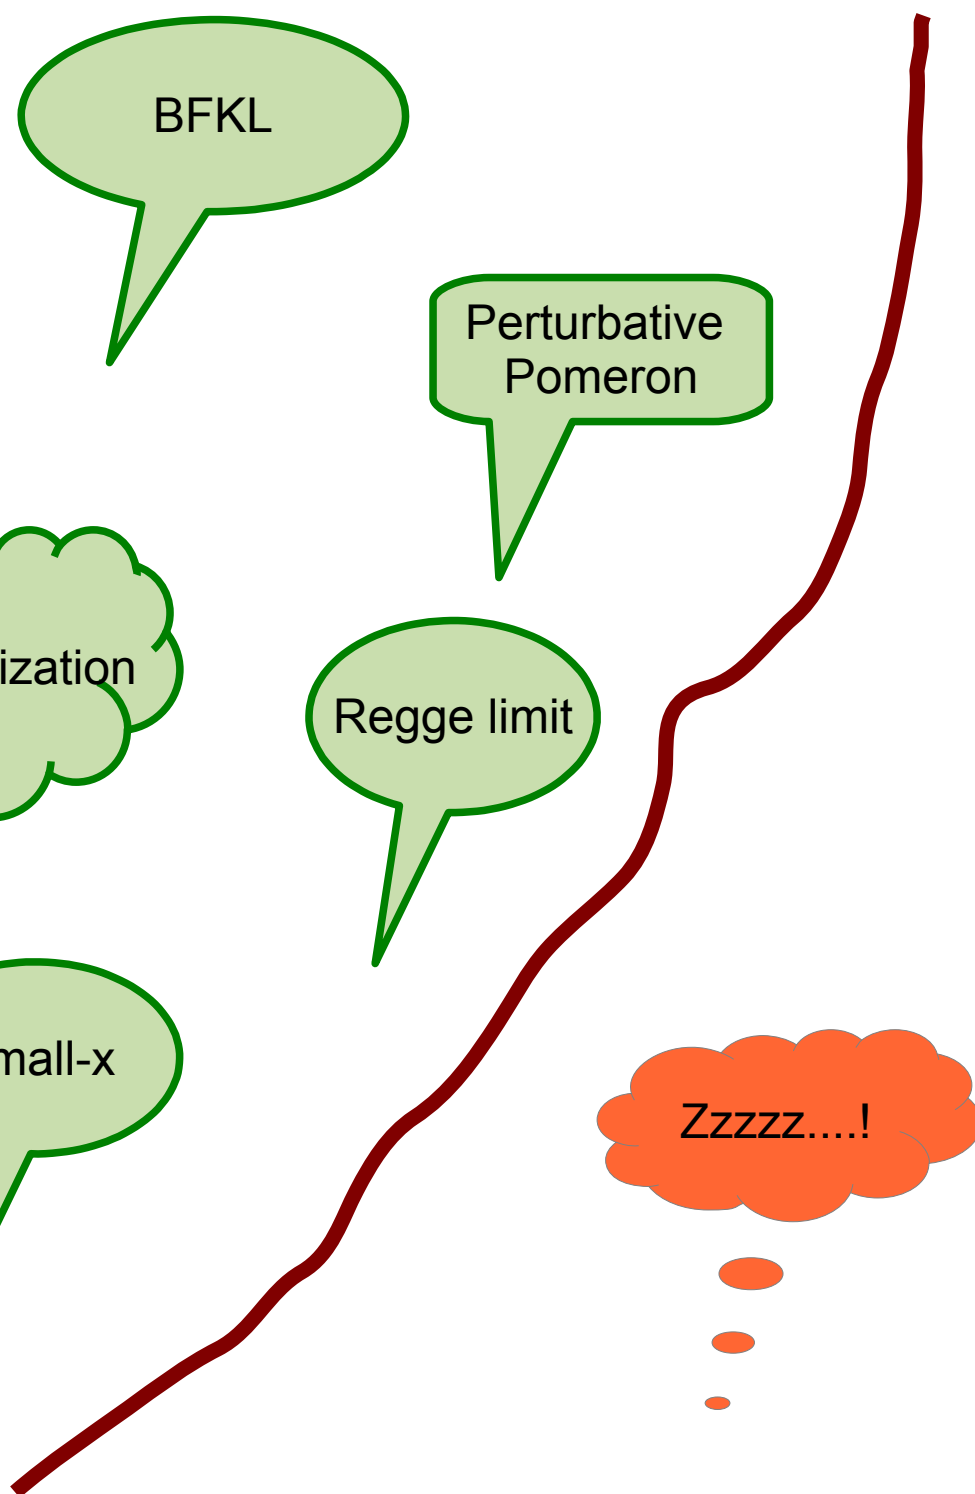 BFKL
Perturbative
Pomeron
ization
Regge limit
mall-x
Zzzzz....!